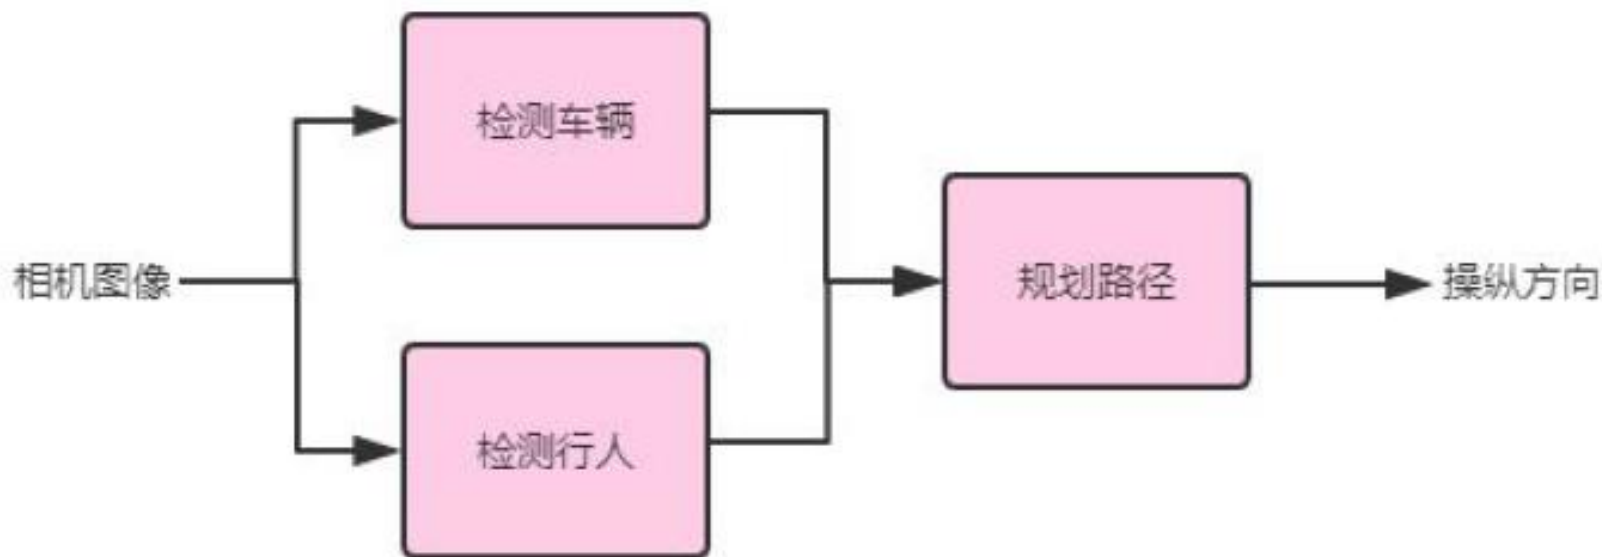 检测车辆
相机图像
规划路径
操纵方向
检测行人